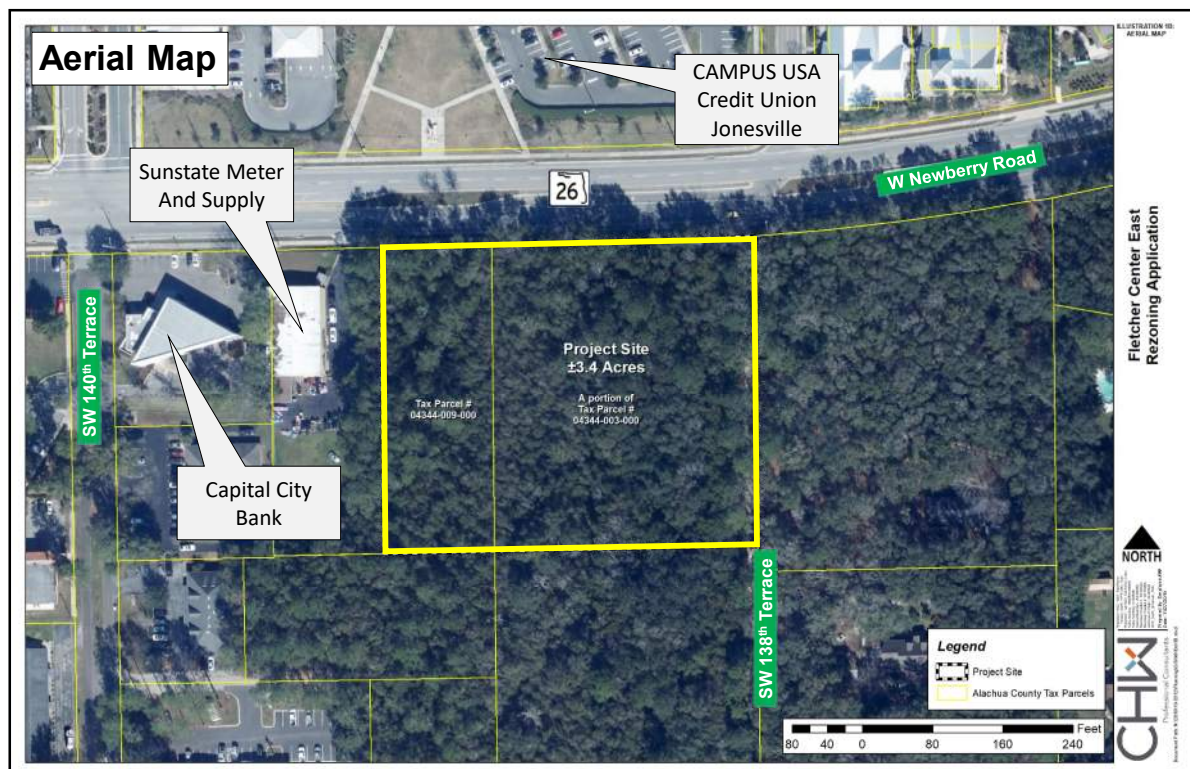 Aerial Map
ILLUSTRATION 1B:
AERIAL MAP
CAMPUS USA
Credit Union
Jonesville
Sunstate Meter
And Supply
26
W Newberry Road
SW 140th Terrace
Project Site
±3.4 Acres
A portion of
Tax Parcel #
04344-003-000
Tax Parcel #
04344-009-000
Capital City
Bank
SW 138th Terrace
Fletcher Center East
Rezoning Application
NORTH
CHW
Professional Consultants
Legend
Project Site
Alachua County Tax Parcels
Feet
80 40 0 80 160 240